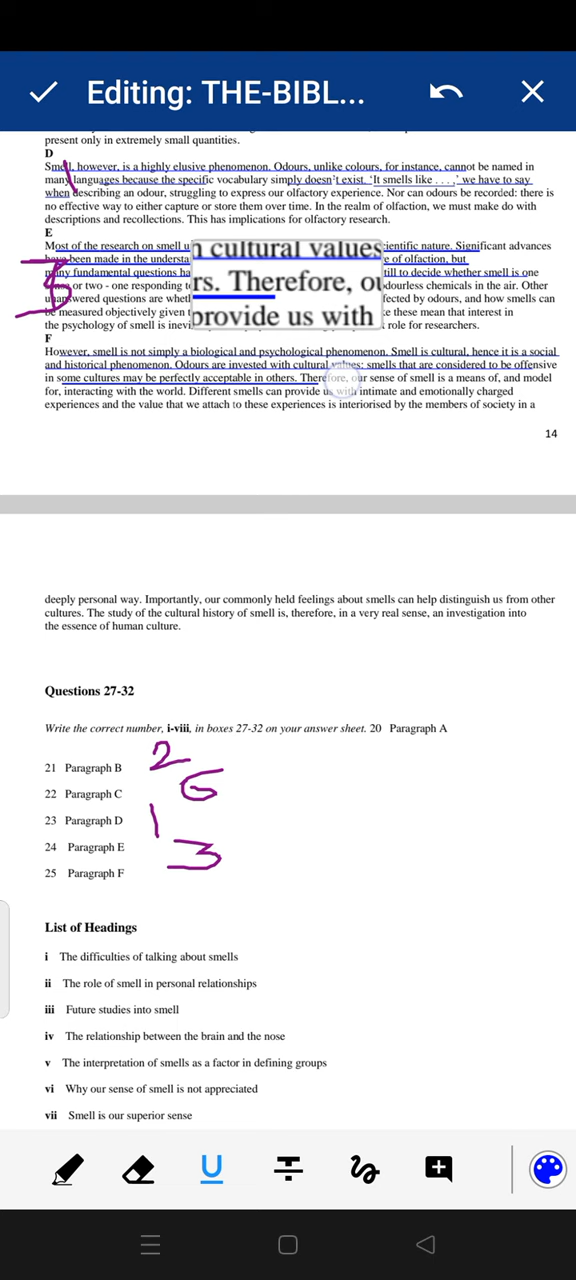 Editing: THE-BIBL...
present only in extremely small quantities.
D
Smell, however, is a highly elusive phenomenon. Odours, unlike colours, for instance, cannot be named in
many languages because the specific vocabulary simply doesn't exist. 'It smells like . . . ,' we have to say
when describing an odour, struggling to express our olfactory experience. Nor can odours be recorded: there is
no effective way to either capture or store them over time. In the realm of olfaction, we must make do with
descriptions and recollections. This has implications for olfactory research.
E
Most of the research on smell u ientific nature. Significant advances
have been made in the understa e of olfaction, but
many fundamental questions ha till to decide whether smell is one
or two - one responding t dourless chemicals in the air. Other
unanswered questions are whet fected by odours, and how smells can
be measured objectively given t e these mean that interest in
the psychology of smell is inevi role for researchers.
n cultural values
rs. Therefore, ou
provide us with
F
However, smell is not simply a biological and psychological phenomenon. Smell is cultural, hence it is a social
and historical phenomenon. Odours are invested with cultural values: smells that are considered to be offensive
in some cultures may be perfectly acceptable in others. Therefore, our sense of smell is a means of, and model
for, interacting with the world. Different smells can provide us with intimate and emotionally charged
experiences and the value that we attach to these experiences is interiorised by the members of society in a
14
deeply personal way. Importantly, our commonly held feelings about smells can help distinguish us from other
cultures. The study of the cultural history of smell is, therefore, in a very real sense, an investigation into
the essence of human culture.
Questions 27-32
Write the correct number, i-viii, in boxes 27-32 on your answer sheet. 20 Paragraph A
21 Paragraph B 2
22 Paragraph C 6
23 Paragraph D 1
24 Paragraph E 3
25 Paragraph F
List of Headings
i The difficulties of talking about smells
ii The role of smell in personal relationships
iii Future studies into smell
iv The relationship between the brain and the nose
v The interpretation of smells as a factor in defining groups
vi Why our sense of smell is not appreciated
vii Smell is our superior sense
U